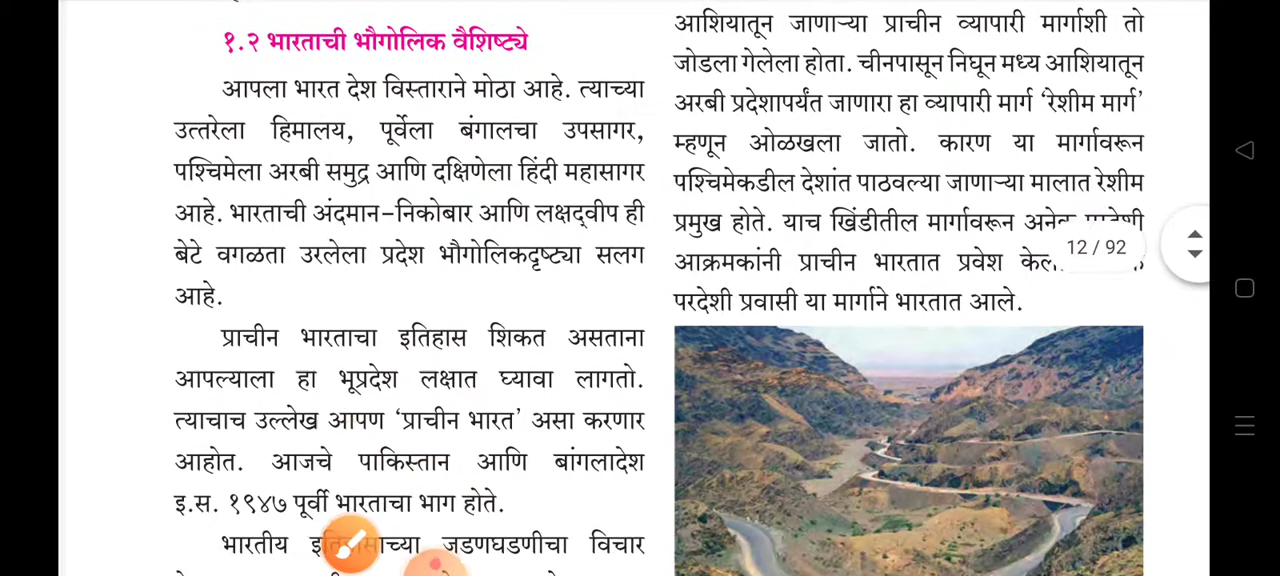 १.२ भारताची भौगोलिक वैशिष्ट्ये
आपला भारत देश विस्ताराने मोठा आहे. त्याच्या
उत्तरेला हिमालय, पूर्वेला बंगालचा उपसागर,
पश्चिमेला अरबी समुद्र आणि दक्षिणेला हिंदी महासागर
आहे. भारताची अंदमान-निकोबार आणि लक्षद्वीप ही
बेटे वगळता उरलेला प्रदेश भौगोलिकदृष्ट्या सलग
आहे.
प्राचीन भारताचा इतिहास शिकत असताना
आपल्याला हा भूप्रदेश लक्षात घ्यावा लागतो.
त्याचाच उल्लेख आपण ‘प्राचीन भारत’ असा करणार
आहोत. आजचे पाकिस्तान आणि बांगलादेश
इ.स. १९४७ पूर्वी भारताचा भाग होते.
भारतीय इतिहासाच्या जडणघडणीचा विचार
आशियातून जाणाऱ्या प्राचीन व्यापारी मार्गाशी तो
जोडला गेलेला होता. चीनपासून निघून मध्य आशियातून
अरबी प्रदेशापर्यंत जाणारा हा व्यापारी मार्ग ‘रेशीम मार्ग’
म्हणून ओळखला जातो. कारण या मार्गावरून
पश्चिमेकडील देशांत पाठवल्या जाणाऱ्या मालात रेशीम
प्रमुख होते. याच खिंडीतील मार्गावरून
आक्रमकांनी प्राचीन भारतात प्रवेश
परदेशी प्रवासी या मार्गाने भारतात आले.
12 / 92